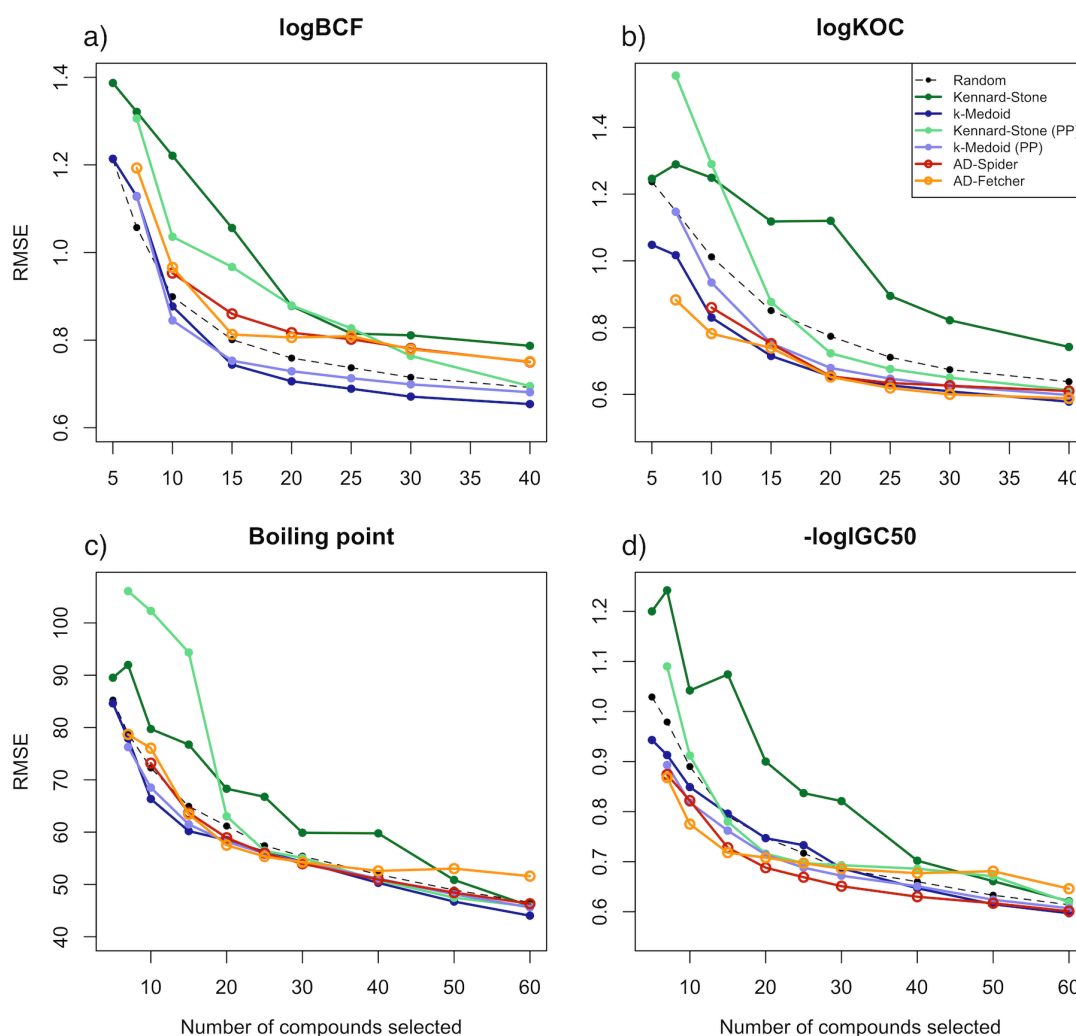 a)
logBCF
RMSE
1.4
1.2
1.0
0.8
0.6
5 10 15 20 25 30 35 40
b)
logKOC
1.4
1.2
1.0
0.8
0.6
5 10 15 20 25 30 35 40
Random
Kennard-Stone
k-Medoid
Kennard-Stone (PP)
k-Medoid (PP)
AD-Spider
AD-Fetcher
c)
Boiling point
RMSE
100
90
80
70
60
50
40
10 20 30 40 50 60
Number of compounds selected
d)
-logIGC50
1.2
1.1
1.0
0.9
0.8
0.7
0.6
10 20 30 40 50 60
Number of compounds selected